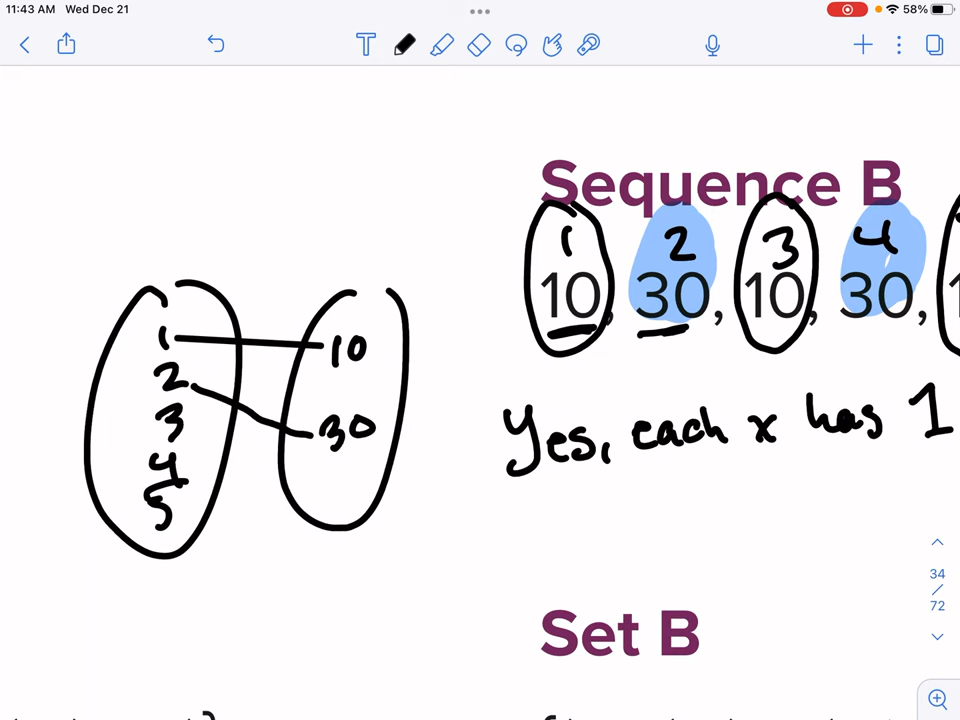 11:43 AM Wed Dec 21
58%
T
Sequence B
1 2 3 4
10, 30, 10, 30,
1 10
2 30
3
4
5
Yes, each x has 1
34
/
72
Set B